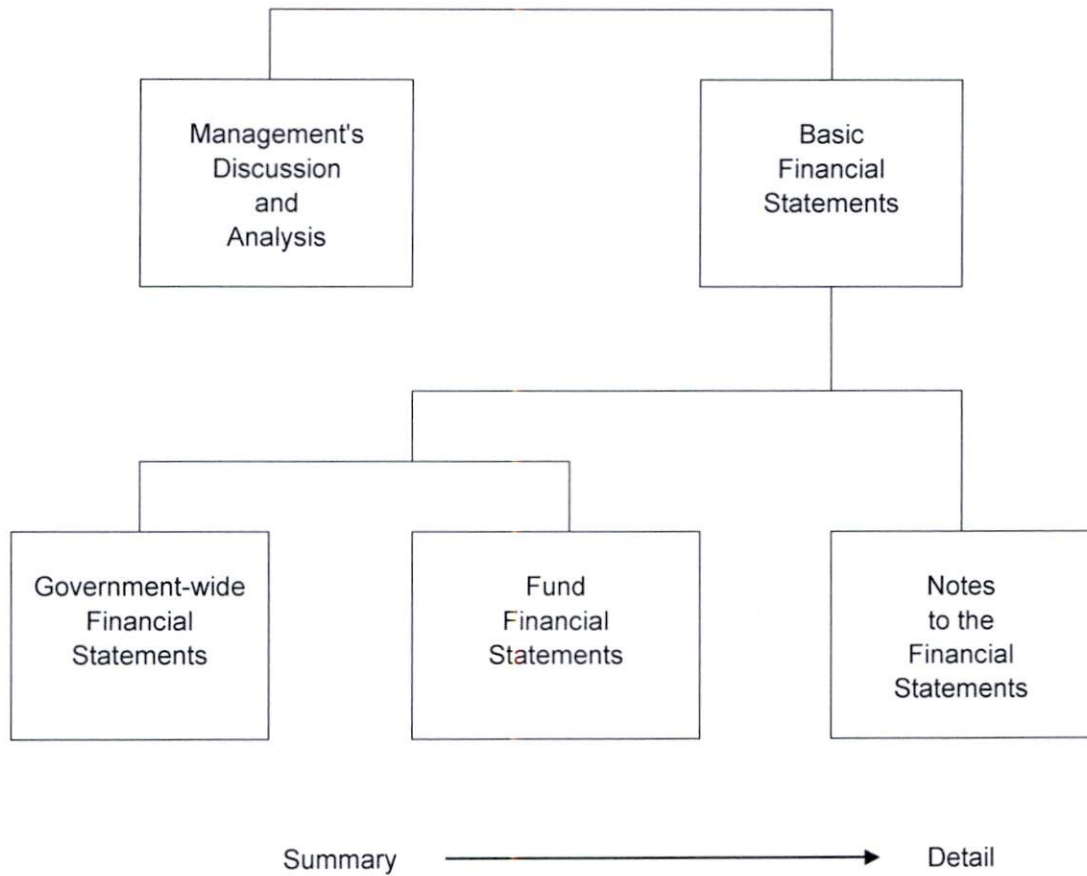 Management's
Discussion
and
Analysis
Basic
Financial
Statements
Government-wide
Financial
Statements
Fund
Financial
Statements
Notes
to the
Financial
Statements
Summary
Detail